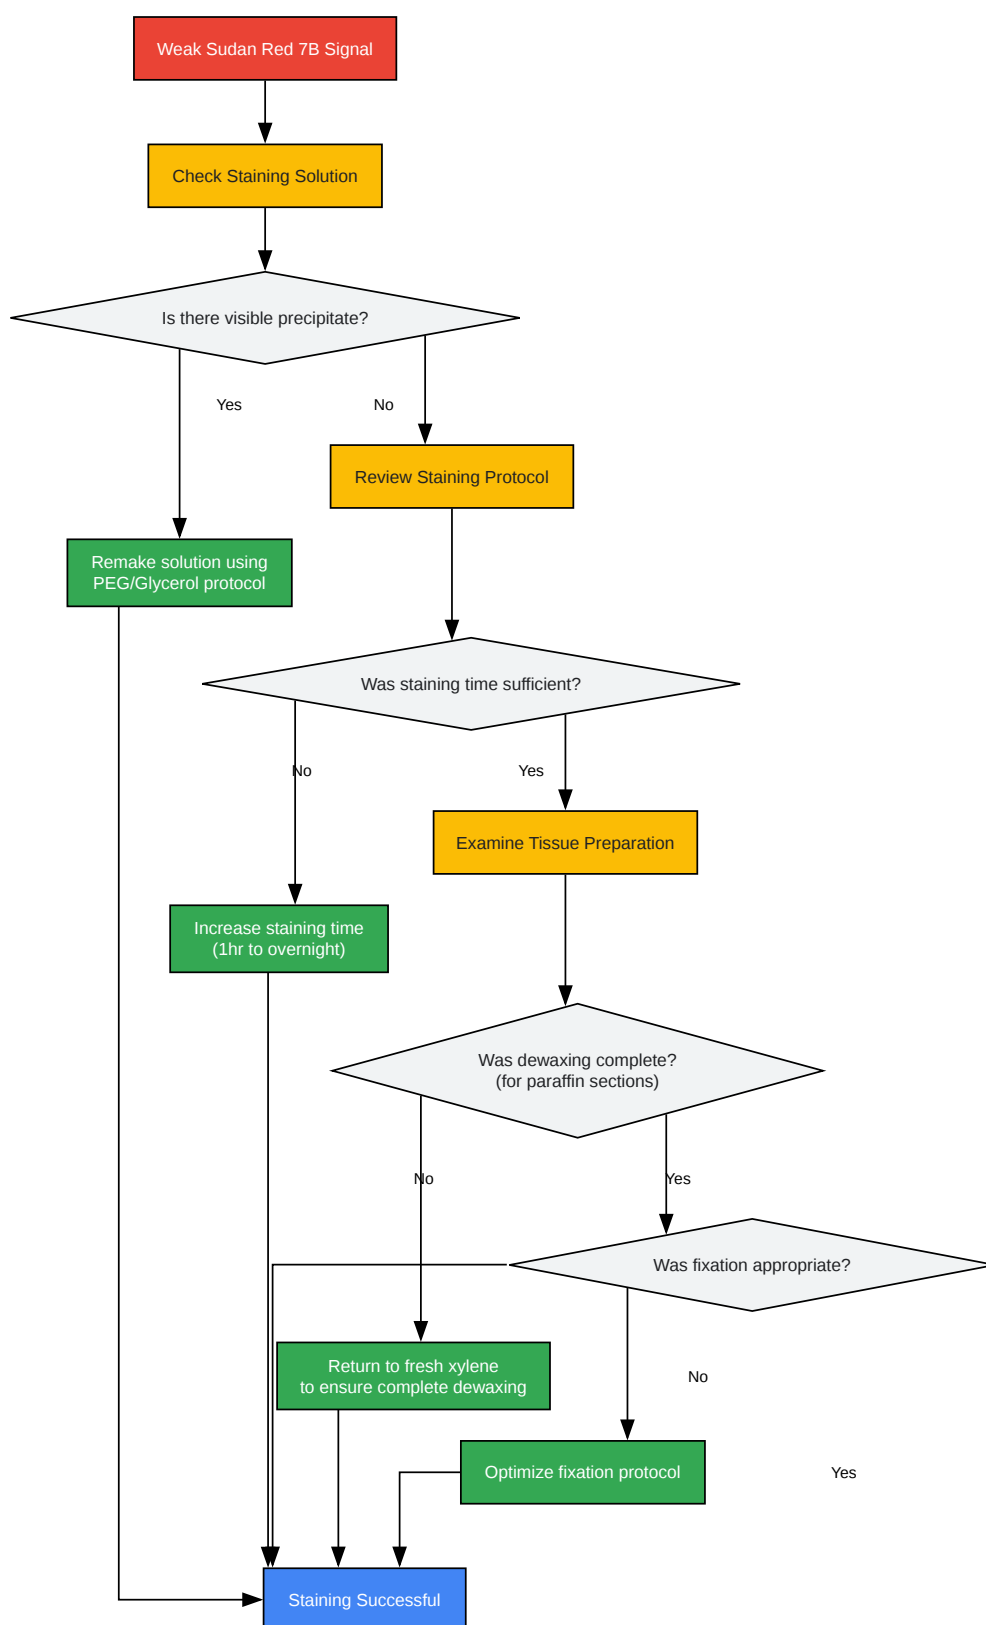 Weak Sudan Red 7B Signal
Check Staining Solution
Is there visible precipitate?
Yes
No
Review Staining Protocol
Remake solution using
PEG/Glycerol protocol
Was staining time sufficient?
No
Yes
Examine Tissue Preparation
Increase staining time
(1hr to overnight)
Was dewaxing complete?
(for paraffin sections)
No
Yes
Was fixation appropriate?
Return to fresh xylene
to ensure complete dewaxing
No
Optimize fixation protocol
Yes
Staining Successful